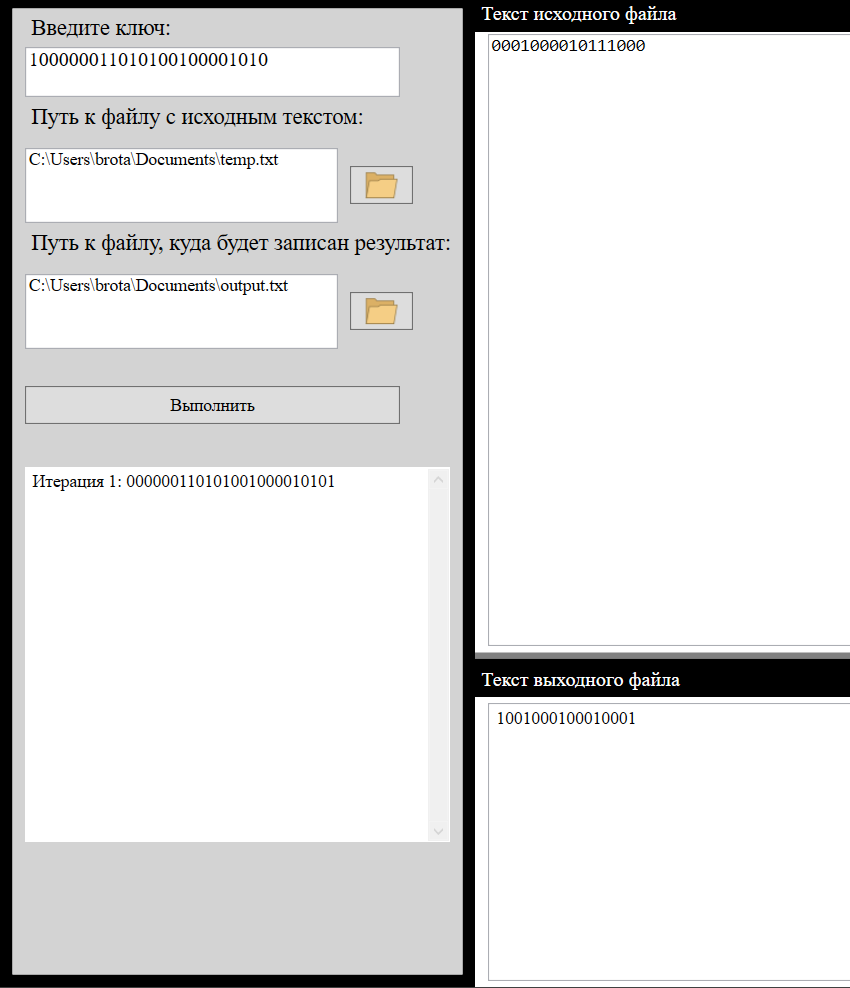 Введите ключ:
100000011010100100001010
Путь к файлу с исходным текстом:
C:\Users\brota\Documents\temp.txt
Путь к файлу, куда будет записан результат:
C:\Users\brota\Documents\output.txt
Выполнить
Итерация 1: 000000110101001000010101
Текст исходного файла
0001000010111000
Текст выходного файла
1001000100010001